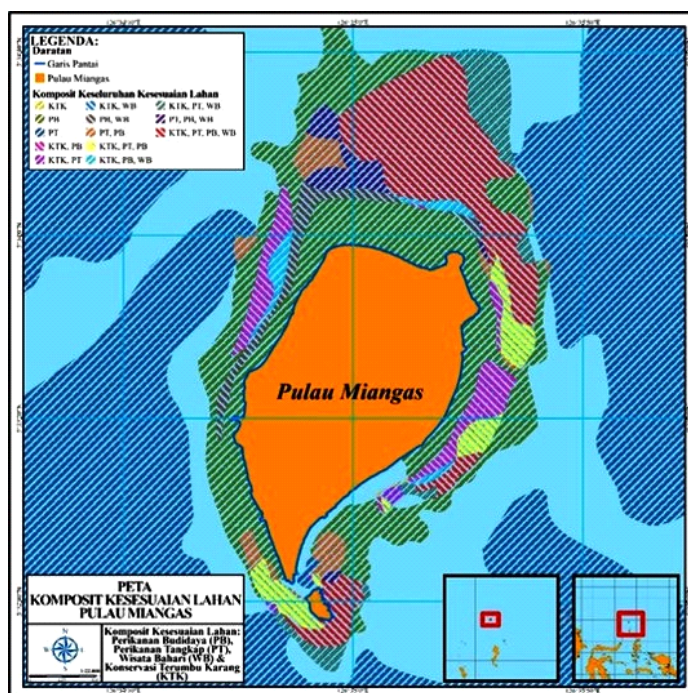 LEGENDA:
Daratan
Garis Pantai
Pulau Miangas
Komposit Keseluruhan Kesesuaian Lahan
KTK
KTK, WB
KTK, PT, WB
PB
PB, WB
PT, PB, WB
PT
PT, PB
KTK, PT, PB, WB
KTK, PB
KTK, PT, PB
KTK, PT
KTK, PB, WB
Pulau Miangas
PETA
KOMPOSIT KESESUAIAN LAHAN
PULAU MIANGAS
Komposit Kesesuaian Lahan:
Perikanan Budidaya (PB),
Perikanan Tangkap (PT),
Wisata Bahari (WB) &
Konservasi Terumbu Karang
(KTK)